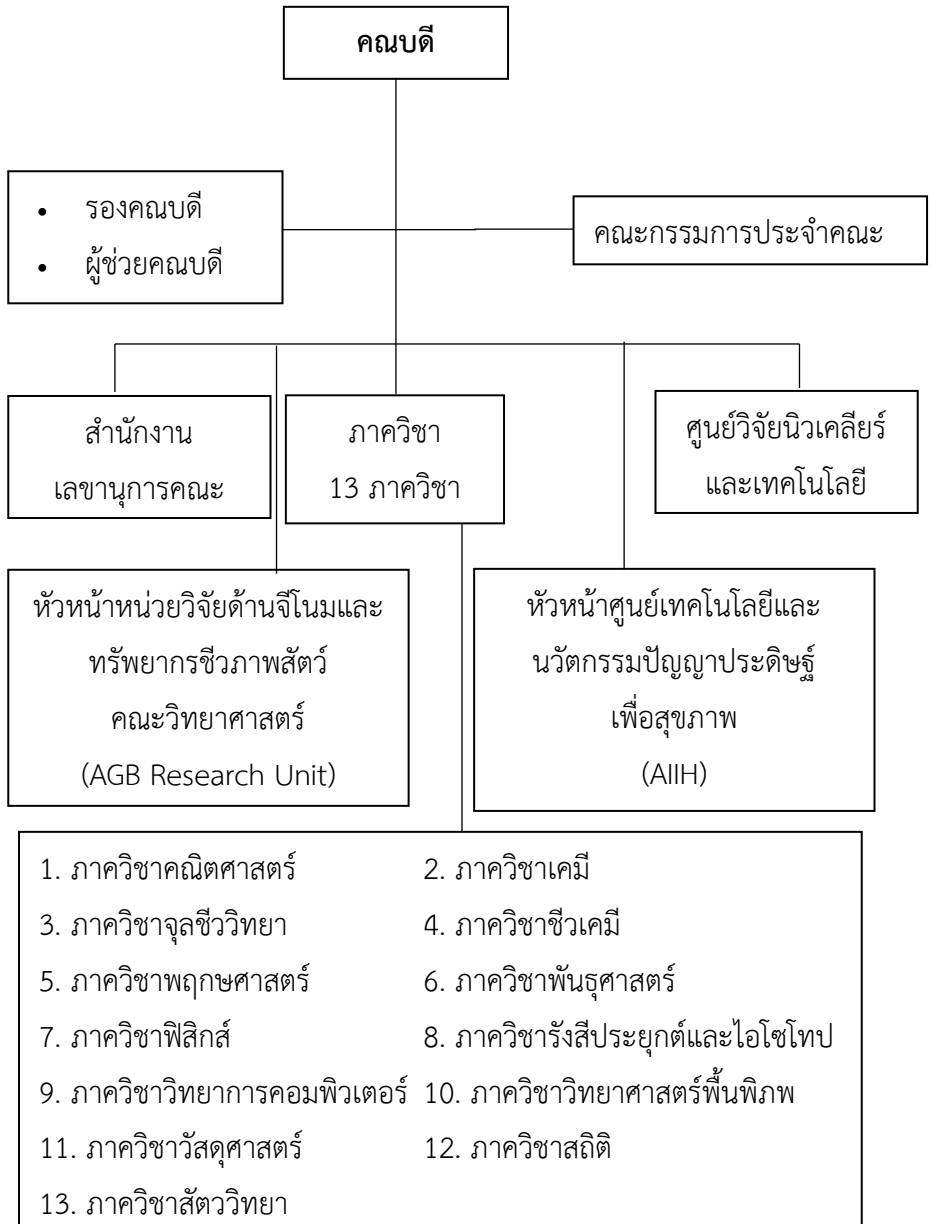 คณบดี
• รองคณบดี
• ผู้ช่วยคณบดี
คณะกรรมการประจำคณะ
สำนักงาน
เลขานุการคณะ
ภาควิชา
13 ภาควิชา
ศูนย์วิจัยนิวเคลียร์
และเทคโนโลยี
หัวหน้าหน่วยวิจัยด้านจีโนมและ
ทรัพยากรชีวภาพสัตว์
คณะวิทยาศาสตร์
(AGB Research Unit)
หัวหน้าศูนย์เทคโนโลยีและ
นวัตกรรมปัญญาประดิษฐ์
เพื่อสุขภาพ
(AIIH)
1. ภาควิชาคณิตศาสตร์ 2. ภาควิชาเคมี
3. ภาควิชาจุลชีววิทยา 4. ภาควิชาชีวเคมี
5. ภาควิชาพฤกษศาสตร์ 6. ภาควิชาพันธุศาสตร์
7. ภาควิชาฟิสิกส์ 8. ภาควิชารังสีประยุกต์และไอโซโทป
9. ภาควิชาวิทยาการคอมพิวเตอร์ 10. ภาควิชาวิทยาศาสตร์พื้นพิภพ
11. ภาควิชาวัสดุศาสตร์ 12. ภาควิชาสถิติ
13. ภาควิชาสัตววิทยา